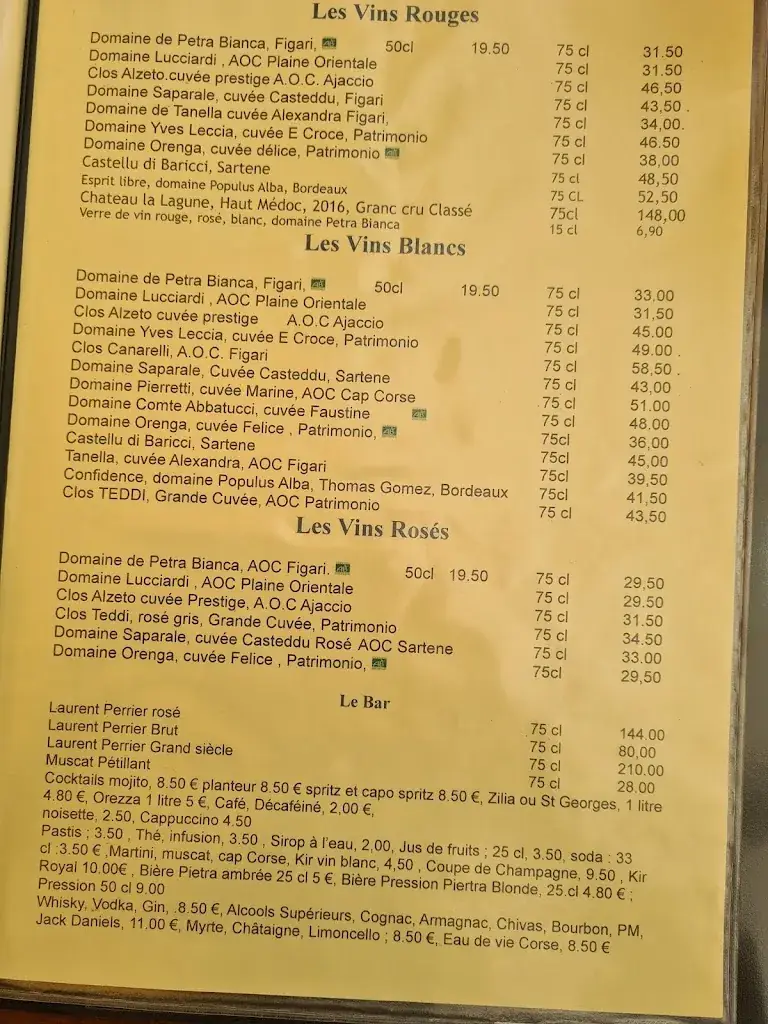 Les Vins Rouges
Domaine de Petra Bianca, Figari, 50cl 19.50 75 cl 31.50
Domaine Lucciardi , AOC Plaine Orientale 75 cl 31.50
Clos Alzeto.cuvée prestige A.O.C. Ajaccio 75 cl 46,50
Domaine Saparale, cuvée Casteddu, Figari 75 cl 43,50 .
Domaine de Tanella cuvée Alexandra Figari, 75 cl 34,00.
Domaine Yves Leccia, cuvée E Croce, Patrimonio 75 cl 46.50
Domaine Orenga, cuvée délice, Patrimonio 75 cl 38,00
Castellu di Baricci, Sartene 75 cl 48,50
Esprit libre, domaine Populus Alba, Bordeaux 75 CL 52,50
Chateau la Lagune, Haut Médoc, 2016, Granc cru Classé 75cl 148,00
Verre de vin rouge, rosé, blanc, domaine Petra Bianca 15 cl 6,90
Les Vins Blancs
Domaine de Petra Bianca, Figari, 50cl 19.50 75 cl 33.00
Domaine Lucciardi , AOC Plaine Orientale 75 cl 31,50
Clos Alzeto cuvée prestige A.O.C Ajaccio 75 cl 45.00
Domaine Yves Leccia, cuvée E Croce, Patrimonio 75 cl 49.00 .
Clos Canarelli, A.O.C. Figari 75 cl 58,50 .
Domaine Saparale, Cuvée Casteddu, Sartene 75 cl 43,00
Domaine Pierretti, cuvée Marine, AOC Cap Corse 75 cl 51.00
Domaine Comte Abbatucci, cuvée Faustine 75 cl 48.00
Domaine Orenga, cuvée Felice , Patrimonio, 75cl 36,00
Castellu di Baricci, Sartene 75cl 45,00
Tanella, cuvée Alexandra, AOC Figari 75cl 39,50
Confidence, domaine Populus Alba, Thomas Gomez, Bordeaux 75cl 41,50
Clos TEDDI, Grande Cuvée, AOC Patrimonio 75 cl 43,50
Les Vins Rosés
Domaine de Petra Bianca, AOC Figari. 50cl 19.50 75 cl 29,50
Domaine Lucciardi , AOC Plaine Orientale 75 cl 29.50
Clos Alzeto cuvée Prestige, A.O.C Ajaccio 75 cl 31.50
Clos Teddi, rosé gris, Grande Cuvée, Patrimonio 75 cl 34.50
Domaine Saparale, cuvée Casteddu Rosé AOC Sartene 75 cl 33.00
Domaine Orenga, cuvée Felice , Patrimonio, 75cl 29,50
Le Bar
Laurent Perrier rosé 75 cl 144.00
Laurent Perrier Brut 75 cl 80,00
Laurent Perrier Grand siècle 75 cl 210.00
Muscat Pétillant 75 cl 28.00
Cocktails mojito, 8.50 € planteur 8.50 € spritz et capo spritz 8.50 €, Zilia ou St Georges, 1 litre
4.80 €, Orezza 1 litre 5 €, Café, Décaféiné, 2,00 €,
noisette, 2.50, Cappuccino 4.50
Pastis ; 3.50 , Thé, infusion, 3.50 , Sirop à l'eau, 2,00, Jus de fruits ; 25 cl, 3.50, soda : 33
cl :3.50 € ,Martini, muscat, cap Corse, Kir vin blanc, 4,50 , Coupe de Champagne, 9.50 , Kir
Royal 10.00€ , Bière Pietra ambrée 25 cl 5 €, Bière Pression Piertra Blonde, 25.cl 4.80 € ;
Pression 50 cl 9.00
Whisky, Vodka, Gin, .8.50 €, Alcools Supérieurs, Cognac, Armagnac, Chivas, Bourbon, PM,
Jack Daniels, 11.00 €, Myrte, Châtaigne, Limoncello ; 8.50 €, Eau de vie Corse, 8.50 €